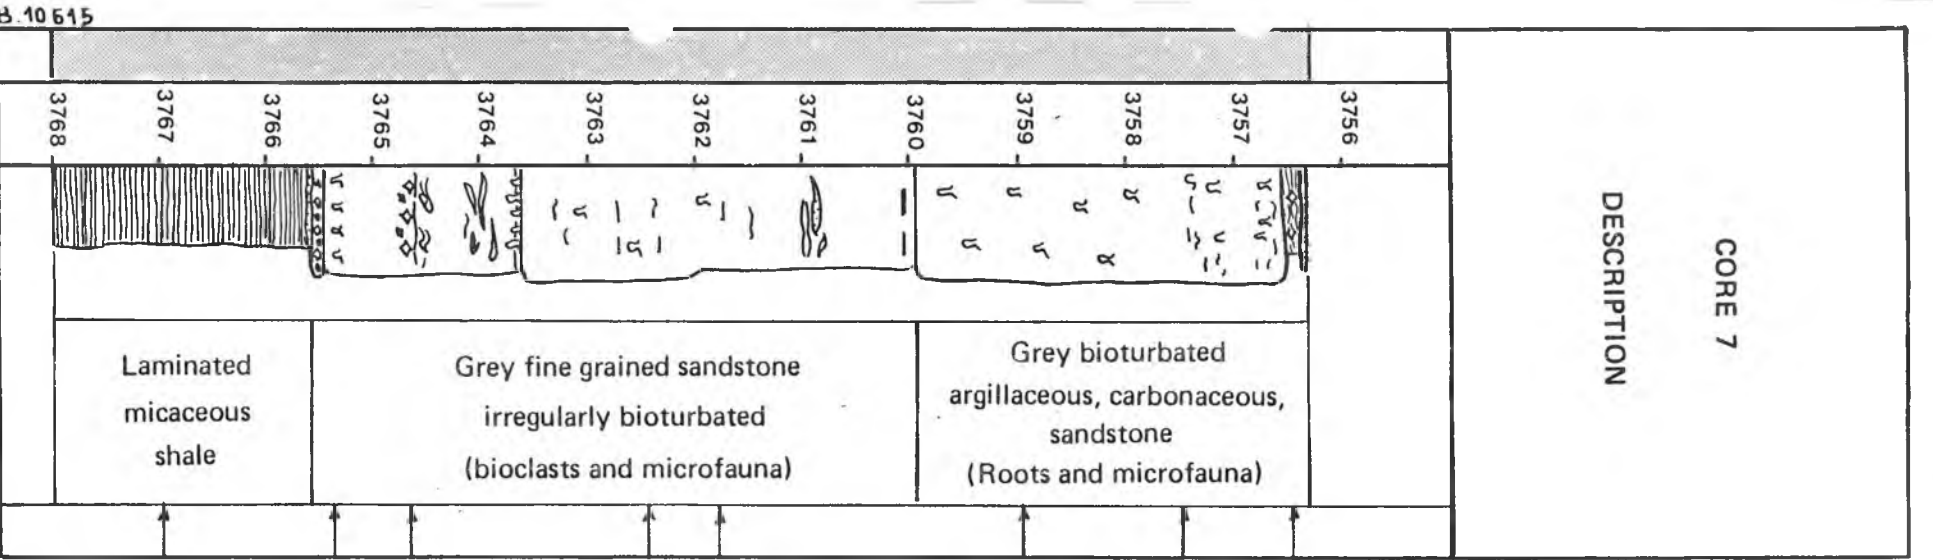 B.10615
3768
3767
3766
3765
3764
3763
3762
3761
3760
3759
3758
3757
3756
CORE 7
DESCRIPTION
Laminated
micaceous
shale
Grey fine grained sandstone
irregularly bioturbated
(bioclasts and microfauna)
Grey bioturbated
argillaceous, carbonaceous,
sandstone
(Roots and microfauna)